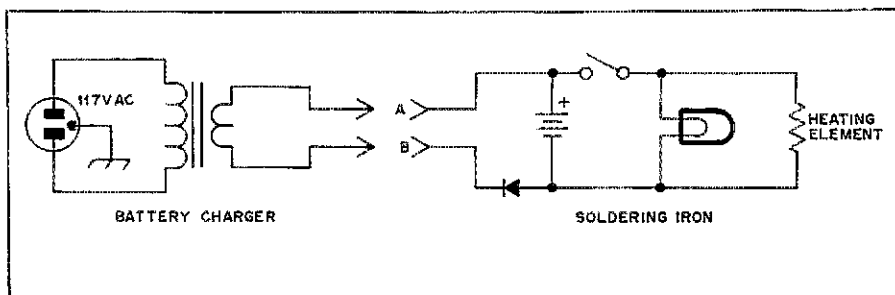 117VAC
A
+
B
HEATING
ELEMENT
BATTERY CHARGER
SOLDERING IRON